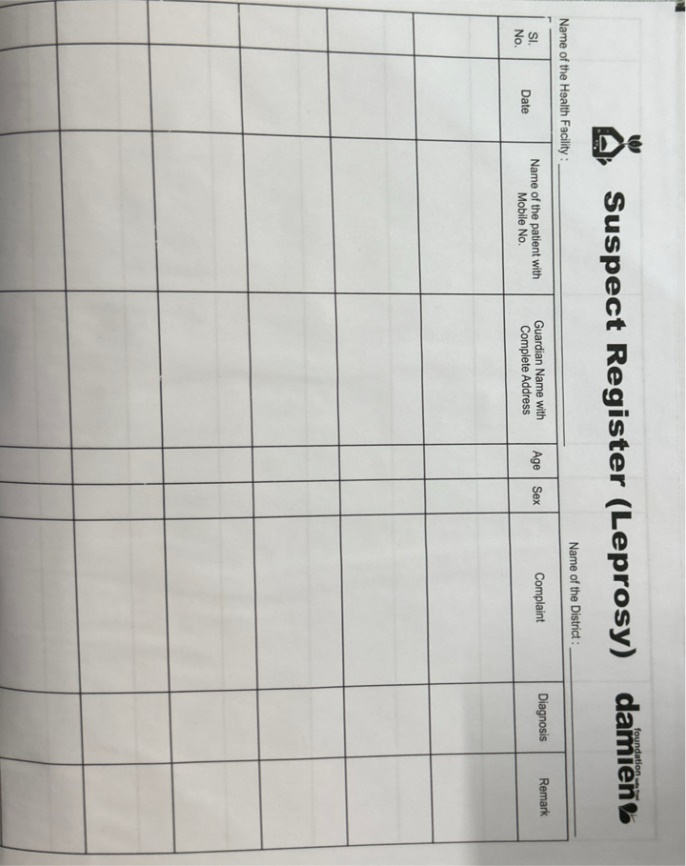 Suspect Register (Leprosy)
damien
foundation
Name of the Health Facility :
Name of the District :
Sl. No.
Date
Name of the patient with Mobile No.
Guardian Name with Complete Address
Age
Sex
Complaint
Diagnosis
Remark